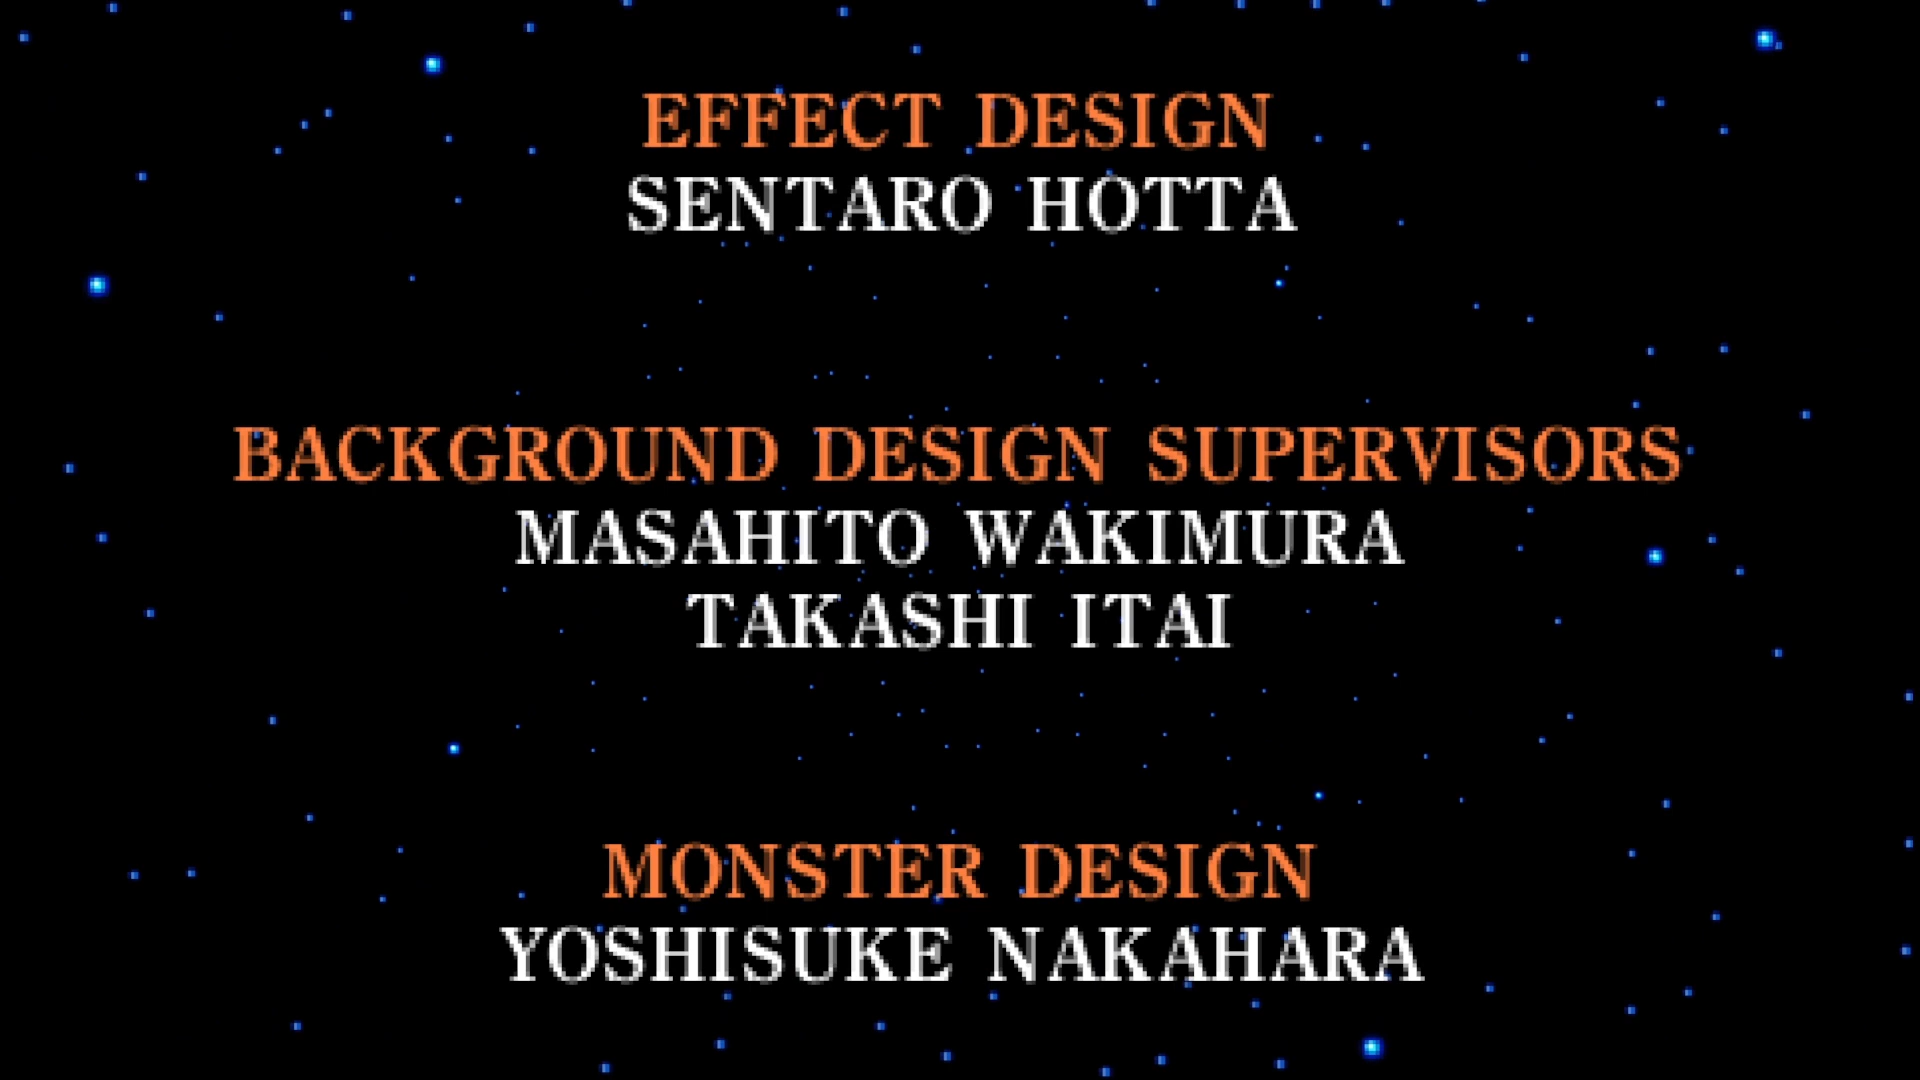 EFFECT DESIGN
SENTARO HOTTA
BACKGROUND DESIGN SUPERVISORS
MASAHITO WAKIMURA
TAKASHI ITAI
MONSTER DESIGN
YOSHISUKE NAKAHARA